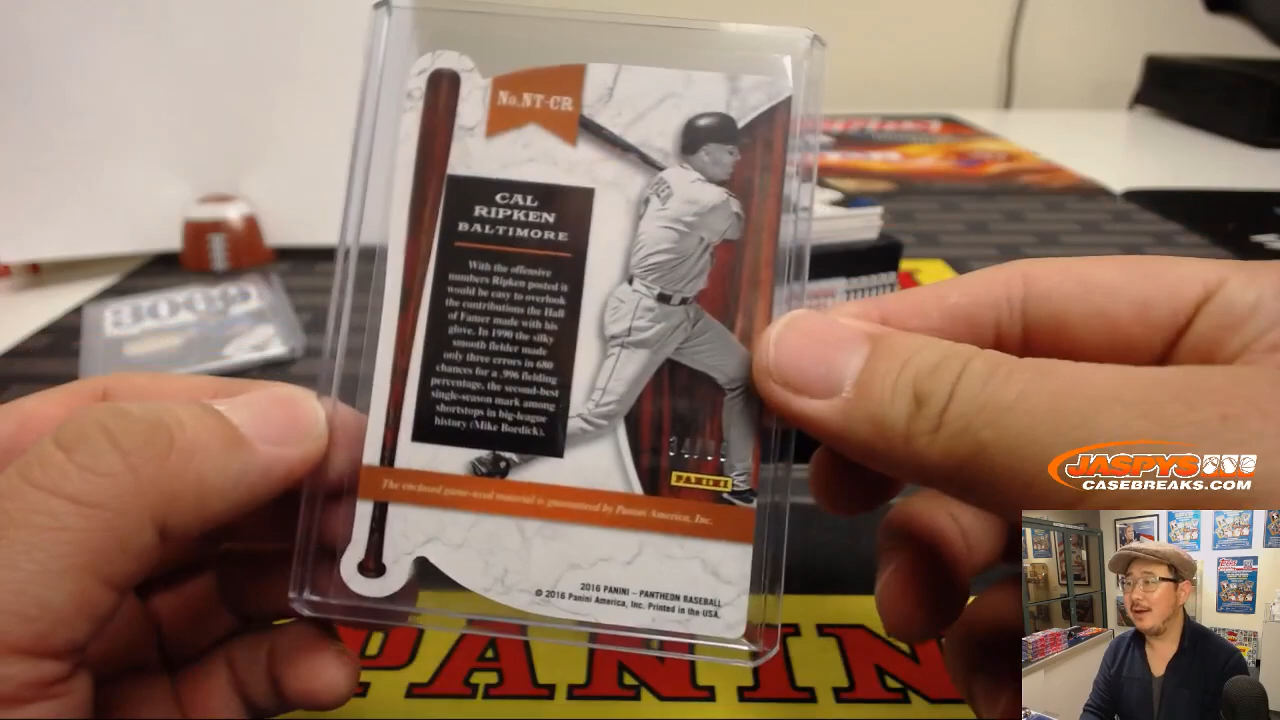 No. NT-CR
CAL
RIPKEN
BALTIMORE
With the offensive
numbers Ripken posted it
would be easy to overlook
the contributions the Hall
of Famer made with his
glove. In 1990 the silky
smooth fielder made
only three errors in 680
chances for a .996 fielding
percentage, the second-best
single-season mark among
shortstops in big-league
history (Mike Bordick).
PANINI
The enclosed game-used material is guaranteed by Panini America, Inc.
2016 PANINI – PANTHEON BASEBALL
© 2016 Panini America, Inc. Printed in the USA.
3000
PANIN
JASPYS
CASEBREAKS.COM